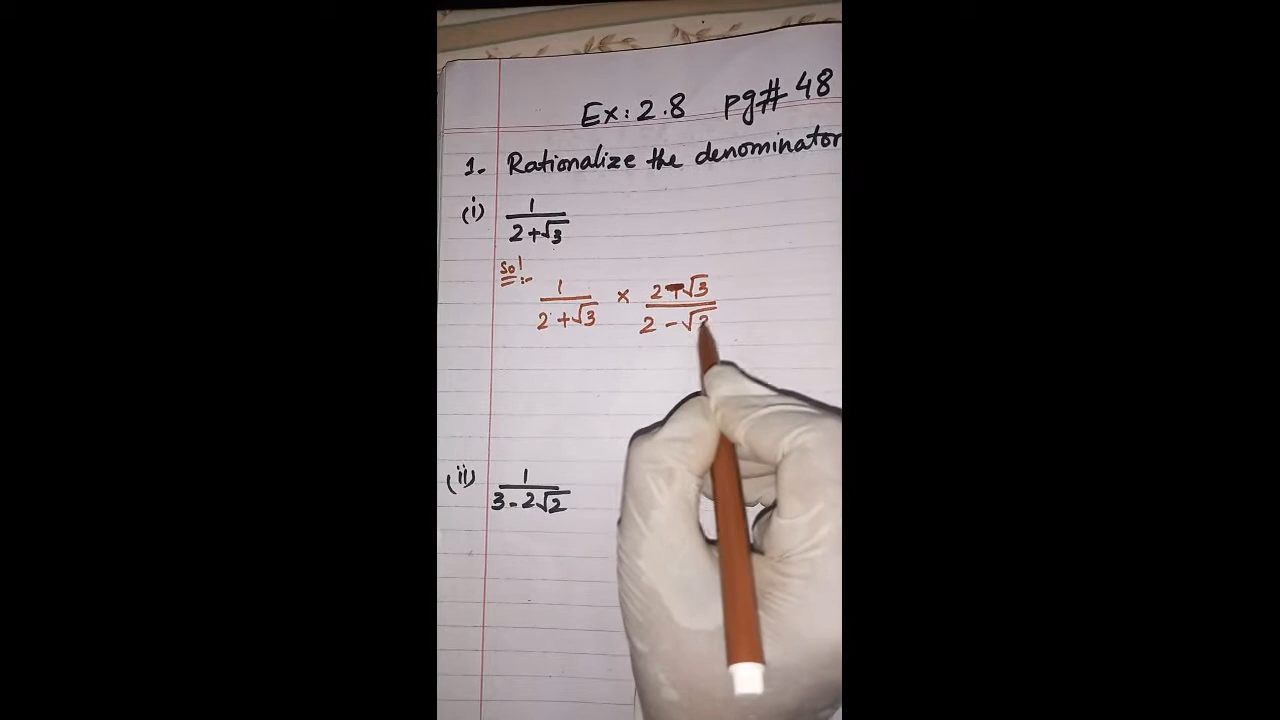 Ex: 2.8 pg# 48
1. Rationalize the denominator
(i) 1/(2+√3)
Sol:-
1/(2+√3) × (2-√3)/(2-√3)
(ii) 1/(3-2√2)